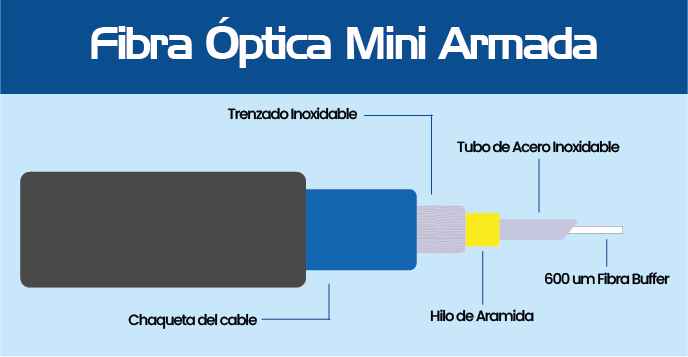 Fibra Óptica Mini Armada
Trenzado Inoxidable
Tubo de Acero Inoxidable
600 um Fibra Buffer
Hilo de Aramida
Chaqueta del cable